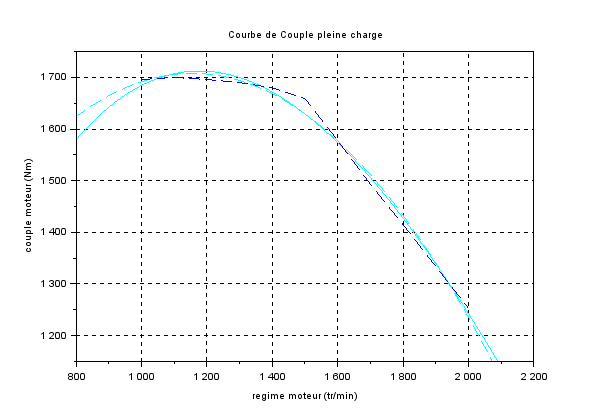 Courbe de Couple pleine charge
couple moteur (Nm)
1 700
1 600
1 500
1 400
1 300
1 200
800 1 000 1 200 1 400 1 600 1 800 2 000 2 200
regime moteur (tr/min)